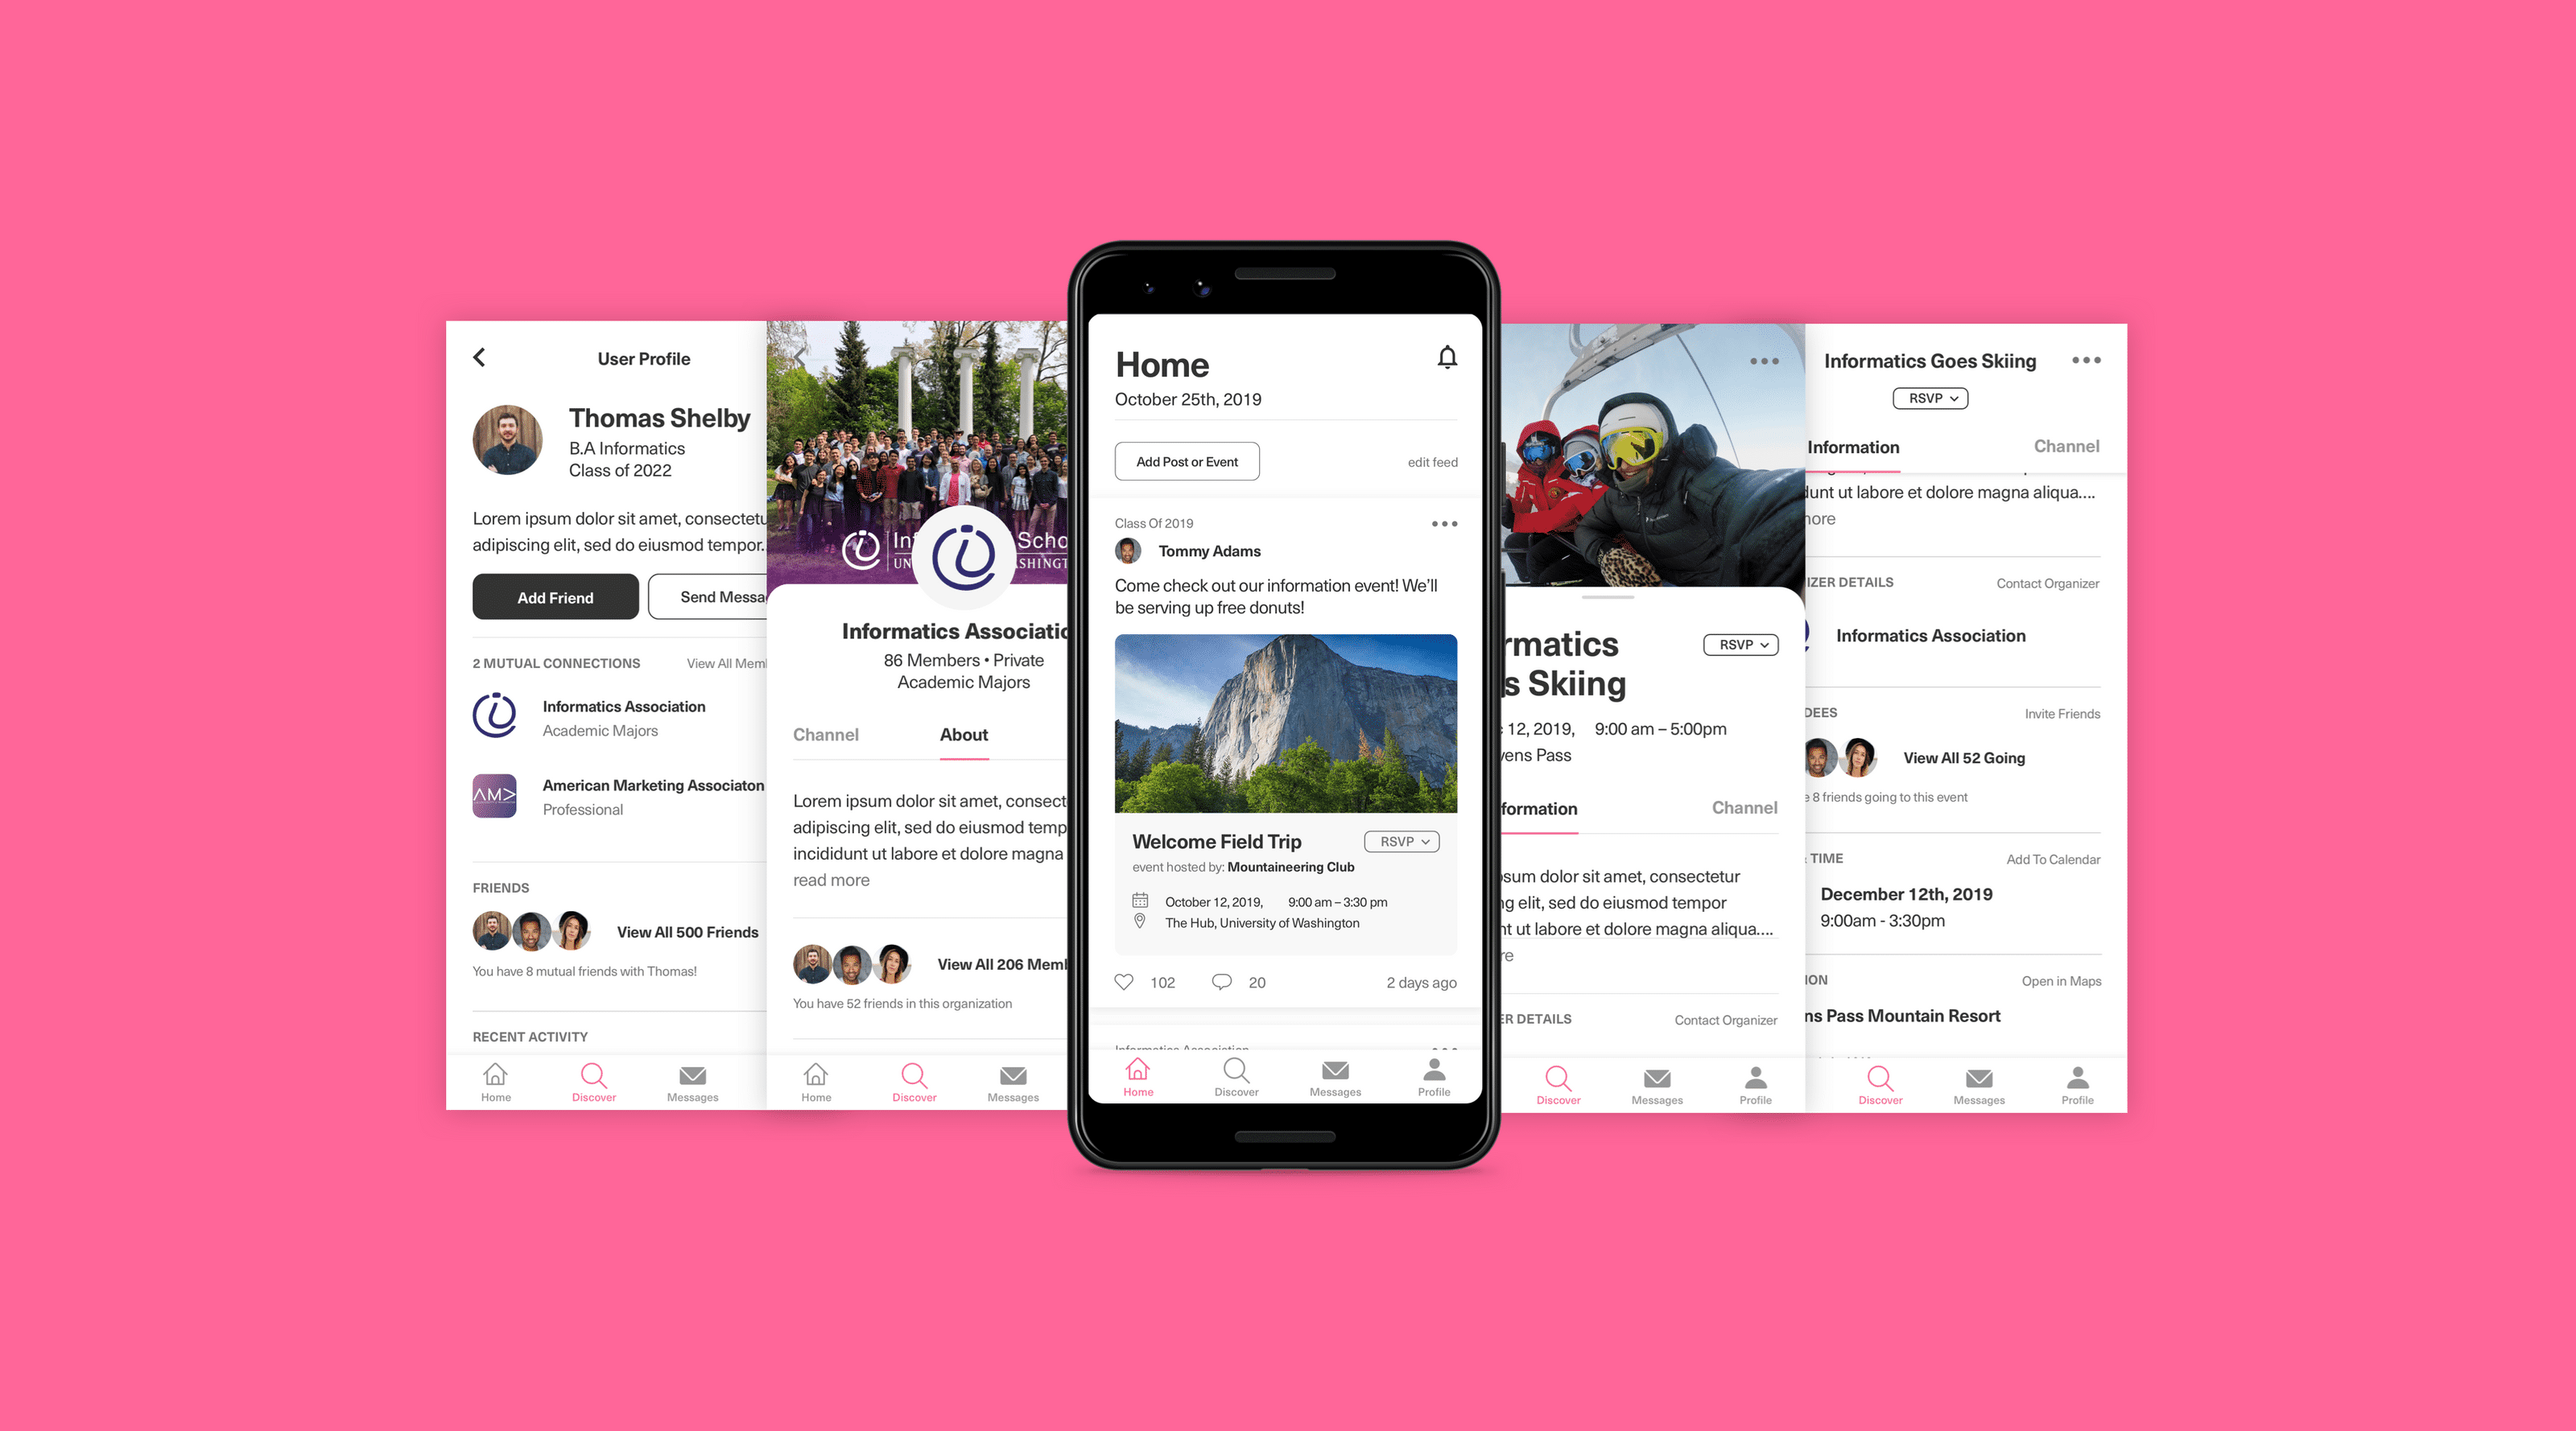 User Profile
Thomas Shelby
B.A Informatics
Class of 2022
Lorem ipsum dolor sit amet, consectetu
adipiscing elit, sed do eiusmod tempor..
Add Friend
Send Messa
2 MUTUAL CONNECTIONS
View All Mem
Informatics Association
Academic Majors
AM>
American Marketing Associaton
Professional
FRIENDS
View All 500 Friends
You have 8 mutual friends with Thomas!
RECENT ACTIVITY
Home
Discover
Messages
Inf Scho
UN ASHINGT
Informatics Associatio
86 Members • Private
Academic Majors
Channel
About
Lorem ipsum dolor sit amet, consect
adipiscing elit, sed do eiusmod temp
incididunt ut labore et dolore magna
read more
View All 206 Memb
You have 52 friends in this organization
Home
Discover
Messages
Home
October 25th, 2019
Add Post or Event
edit feed
Class Of 2019
Tommy Adams
Come check out our information event! We'll
be serving up free donuts!
Welcome Field Trip
RSVP
event hosted by: Mountaineering Club
October 12, 2019, 9:00 am – 3:30 pm
The Hub, University of Washington
102
20
2 days ago
Informatics Association
Home
Discover
Messages
Profile
rmatics
s Skiing
RSVP
12, 2019, 9:00 am – 5:00pm
vens Pass
formation
Channel
sum dolor sit amet, consectetur
ng elit, sed do eiusmod tempor
nt ut labore et dolore magna aliqua....
re
ER DETAILS
Contact Organizer
Discover
Messages
Profile
Informatics Goes Skiing
RSVP
Information
Channel
dunt ut labore et dolore magna aliqua....
nore
IZER DETAILS
Contact Organizer
Informatics Association
DEES
Invite Friends
View All 52 Going
e 8 friends going to this event
TIME
Add To Calendar
December 12th, 2019
9:00am - 3:30pm
ION
Open in Maps
ns Pass Mountain Resort
Discover
Messages
Profile